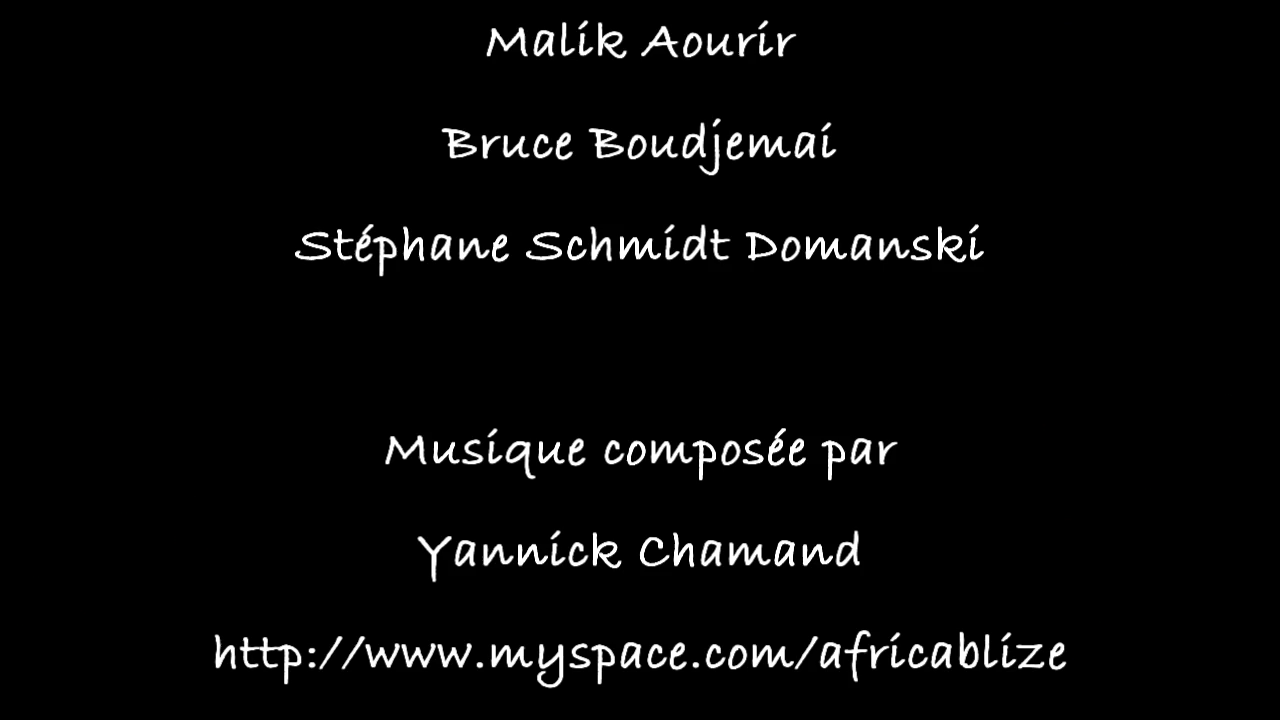 Malik Aourir
Bruce Boudjemai
Stéphane Schmidt Domanski
Musique composée par
Yannick Chamand
http://www.myspace.com/africablize